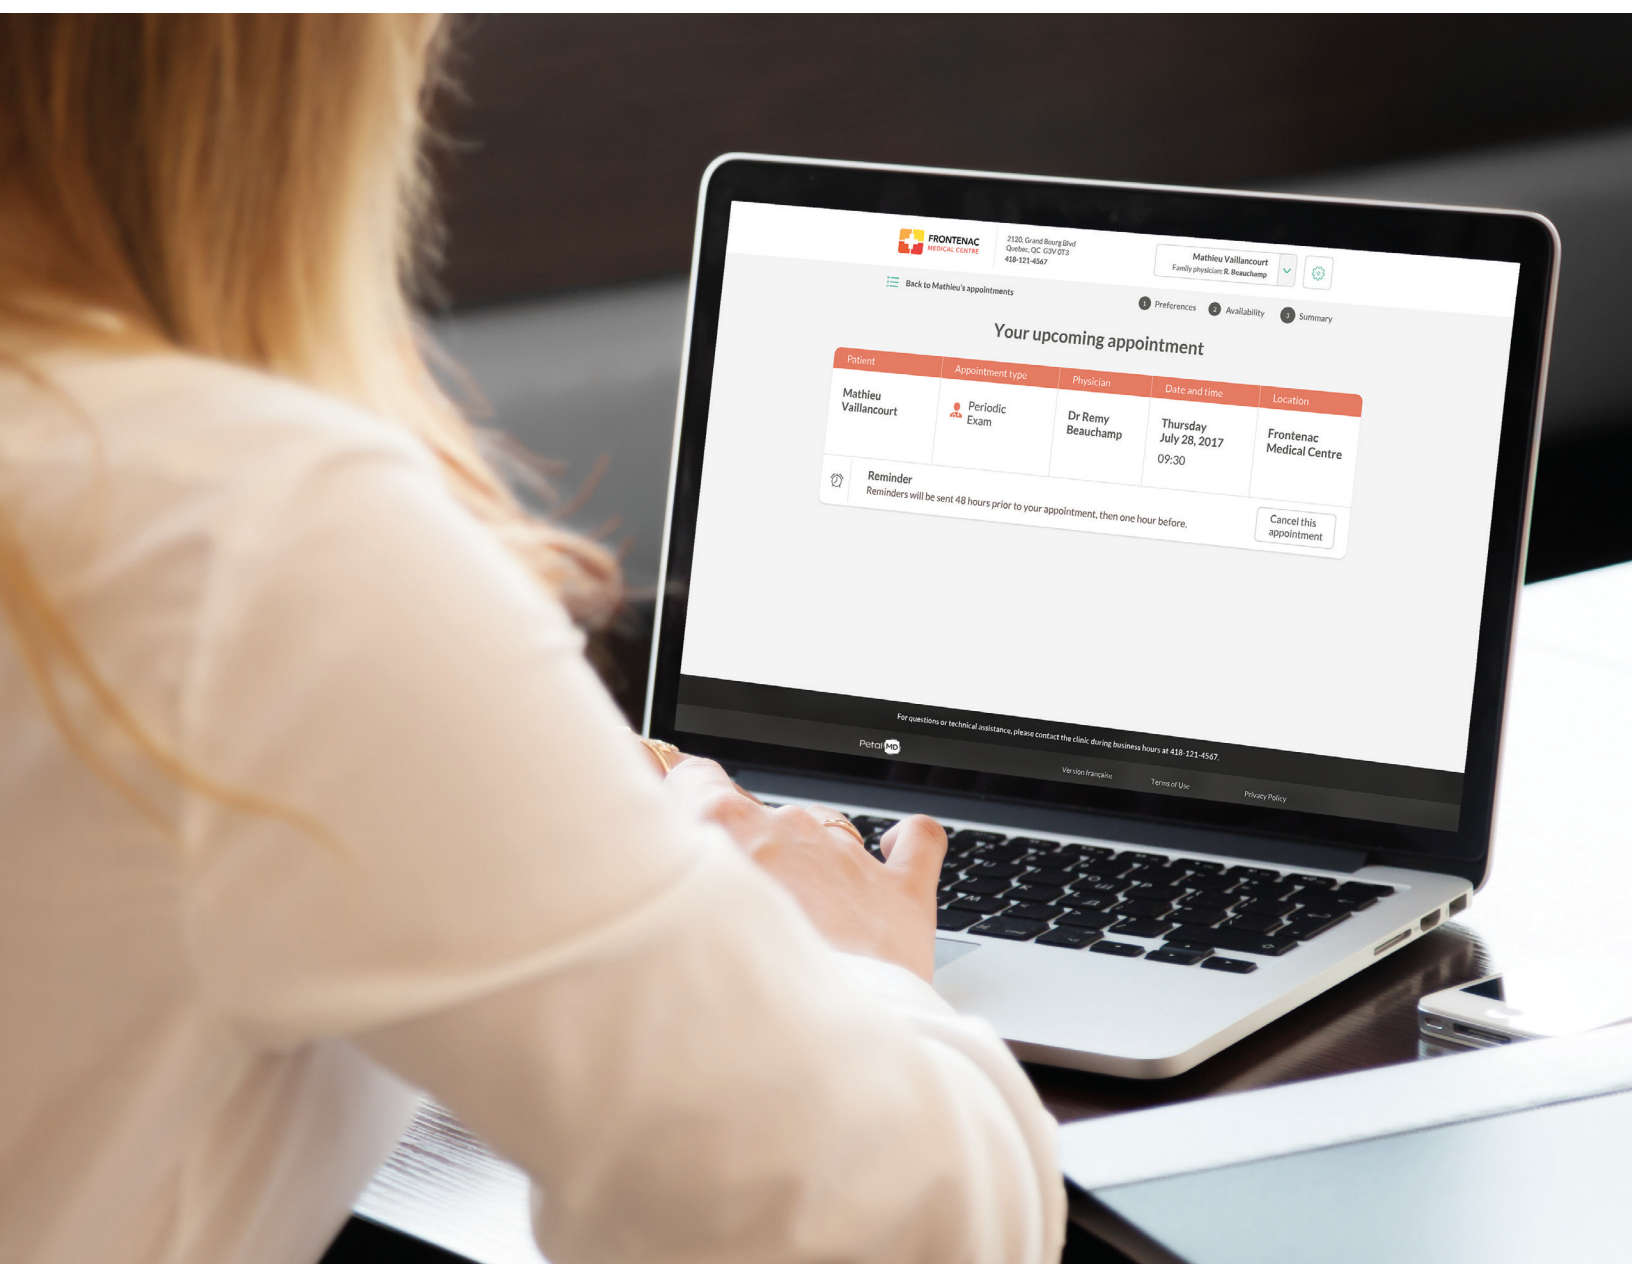 FRONTENAC
MEDICAL CENTRE
2120, Grand Bourg Blvd
Quebec, QC G3V 0T3
418-121-4567
Mathieu Vaillancourt
Family physician: R. Beauchamp
Back to Mathieu's appointments
1 Preferences 2 Availability 3 Summary
Your upcoming appointment
Patient Appointment type Physician Date and time Location
Mathieu
Vaillancourt
Periodic
Exam
Dr Remy
Beauchamp
Thursday
July 28, 2017
09:30
Frontenac
Medical Centre
Reminder
Reminders will be sent 48 hours prior to your appointment, then one hour before.
Cancel this
appointment
For questions or technical assistance, please contact the clinic during business hours at 418-121-4567.
Petal MD
Version française Terms of Use Privacy Policy